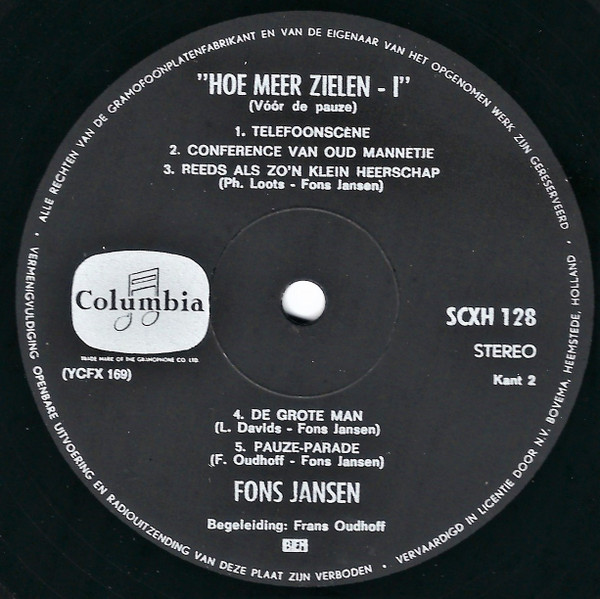 ALLE RECHTEN VAN DE GRAMOFOONPLATENFABRIKANT EN VAN DE EIGENAAR VAN HET OPGENOMEN WERK ZIJN GERESERVEERD •
"HOE MEER ZIELEN - I"
(Vóór de pauze)
1. TELEFOONSCÈNE
2. CONFERENCE VAN OUD MANNETJE
3. REEDS ALS ZO'N KLEIN HEERSCHAP
(Ph. Loots - Fons Jansen)
Columbia
TRADE MARK OF THE GRAMOPHONE CO. LTD.
(YCFX 169)
SCXH 128
STEREO
Kant 2
4. DE GROTE MAN
(L. Davids - Fons Jansen)
5. PAUZE-PARADE
(F. Oudhoff - Fons Jansen)
FONS JANSEN
Begeleiding: Frans Oudhoff
BIEM
• VERMENIGVULDIGING OPENBARE UITVOERING EN RADIOUITZENDING VAN DEZE PLAAT ZIJN VERBODEN •
VERVAARDIGD IN LICENTIE DOOR N.V. BOVEMA, HEEMSTEDE, HOLLAND